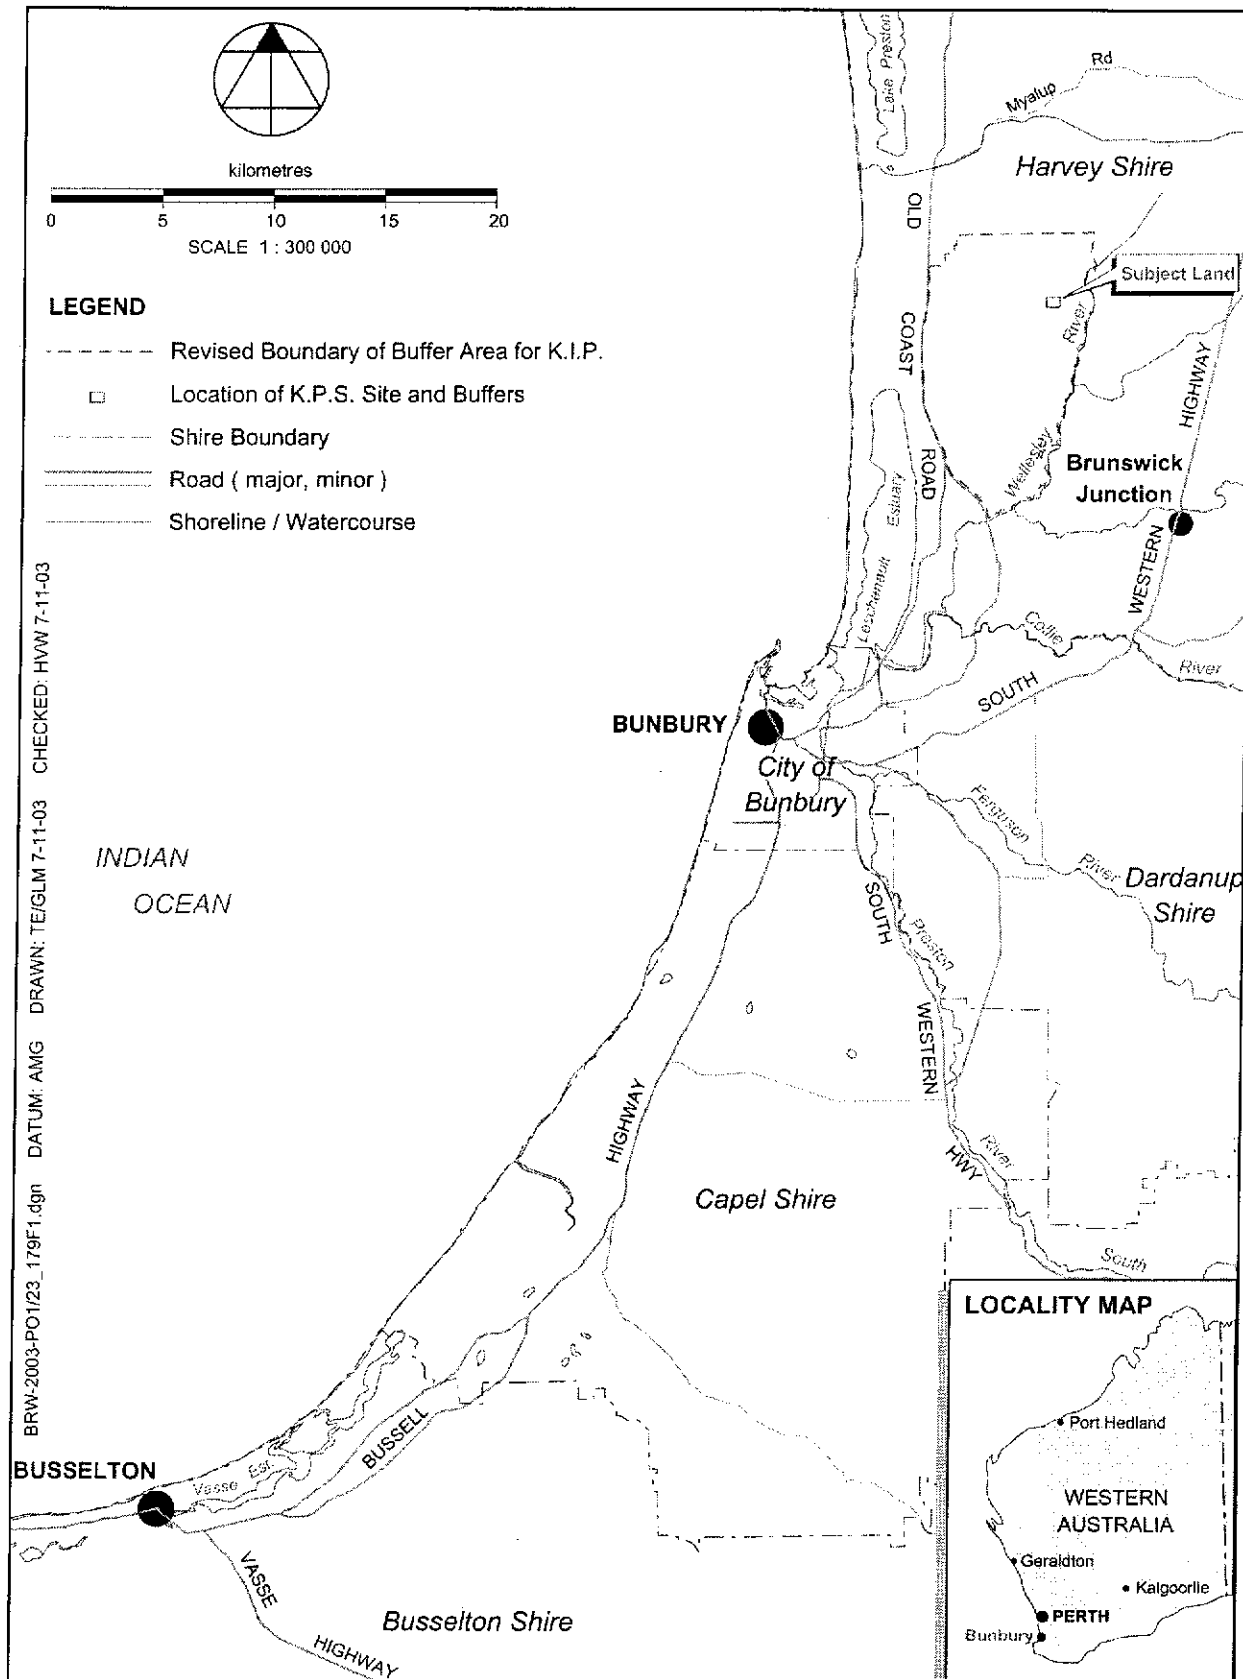 kilometres
0 5 10 15 20
SCALE 1 : 300 000
LEGEND
Revised Boundary of Buffer Area for K.I.P.
Location of K.P.S. Site and Buffers
Shire Boundary
Road ( major, minor )
Shoreline / Watercourse
Lake Preston
Myalup Rd
Harvey Shire
OLD
COAST
ROAD
Subject Land
River
Wellesley
HIGHWAY
Brunswick
Junction
WESTERN
Estuary
Leschenault
Collie
River
SOUTH
BUNBURY
City of
Bunbury
Ferguson
River
Dardanup
Shire
INDIAN
OCEAN
SOUTH
Preston
WESTERN
River
HWY
South
HIGHWAY
Capel Shire
BUSSELL
BUSSELTON
Vasse Est.
VASSE
HIGHWAY
Busselton Shire
LOCALITY MAP
Port Hedland
WESTERN
AUSTRALIA
Geraldton
Kalgoorlie
PERTH
Bunbury
BRW-2003-PO1/23_179F1.dgn DATUM: AMG DRAWN: TE/GLM 7-11-03 CHECKED: HVW 7-11-03